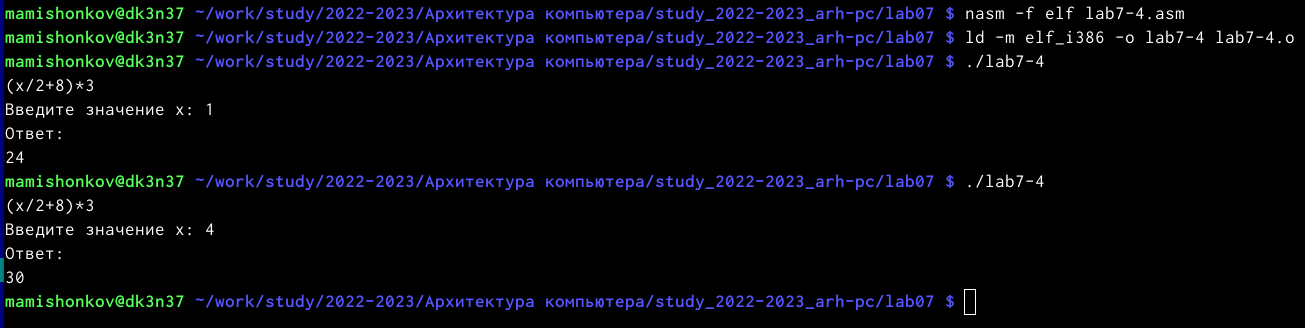 mamishonkov@dk3n37 ~/work/study/2022-2023/Архитектура компьютера/study_2022-2023_arh-pc/lab07 $ nasm -f elf lab7-4.asm
mamishonkov@dk3n37 ~/work/study/2022-2023/Архитектура компьютера/study_2022-2023_arh-pc/lab07 $ ld -m elf_i386 -o lab7-4 lab7-4.o
mamishonkov@dk3n37 ~/work/study/2022-2023/Архитектура компьютера/study_2022-2023_arh-pc/lab07 $ ./lab7-4
(x/2+8)*3
Введите значение x: 1
Ответ:
24
mamishonkov@dk3n37 ~/work/study/2022-2023/Архитектура компьютера/study_2022-2023_arh-pc/lab07 $ ./lab7-4
(x/2+8)*3
Введите значение x: 4
Ответ:
30
mamishonkov@dk3n37 ~/work/study/2022-2023/Архитектура компьютера/study_2022-2023_arh-pc/lab07 $